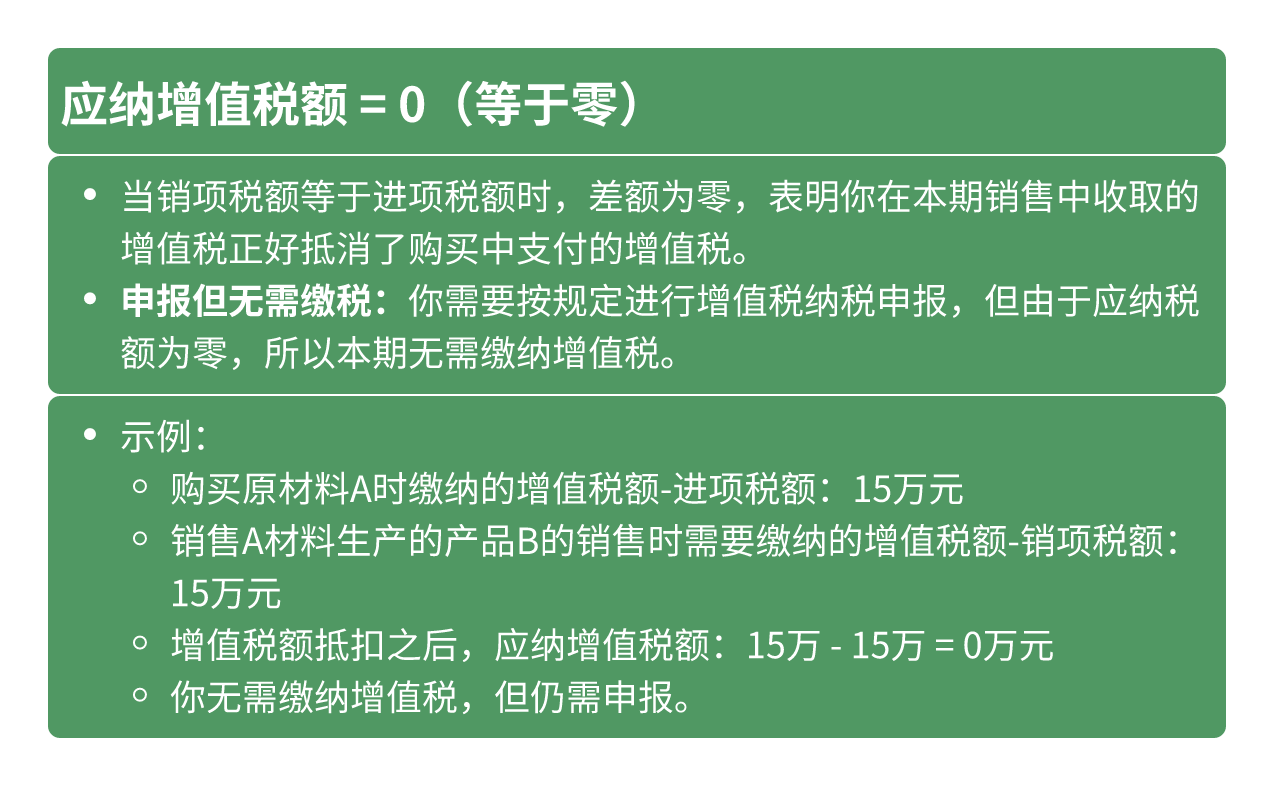 应纳增值税额 = 0（等于零）
当销项税额等于进项税额时，差额为零，表明你在本期销售中收取的
增值税正好抵消了购买中支付的增值税。
申报但无需缴税：你需要按规定进行增值税纳税申报，但由于应纳税
额为零，所以本期无需缴纳增值税。
示例：
购买原材料A时缴纳的增值税额-进项税额：15万元
销售A材料生产的产品B的销售时需要缴纳的增值税额-销项税额：
15万元
增值税额抵扣之后，应纳增值税额：15万 - 15万 = 0万元
你无需缴纳增值税，但仍需申报。